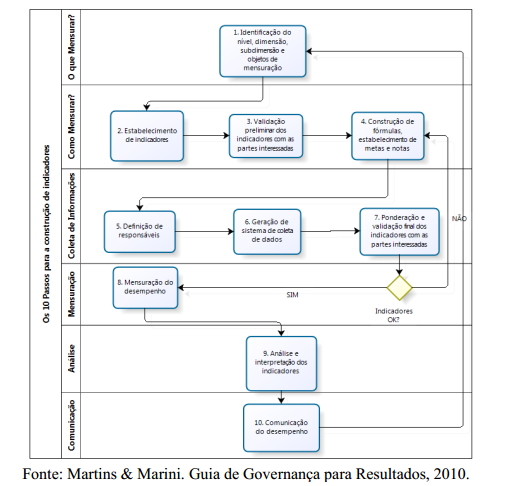 Os 10 Passos para a construção de indicadores
O que Mensurar?
1. Identificação do
nível, dimensão,
subdimensão e
objetos de
mensuração
Como Mensurar?
2. Estabelecimento
de indicadores
3. Validação
preliminar dos
indicadores com as
partes interessadas
4. Construção de
fórmulas,
estabelecimento de
metas e notas
Coleta de Informações
5. Definição de
responsáveis
6. Geração de
sistema de coleta
de dados
7. Ponderação e
validação final dos
indicadores com as
partes interessadas
NÃO
Mensuração
8. Mensuração do
desempenho
SIM
Indicadores
OK?
Análise
9. Análise e
interpretação dos
indicadores
Comunicação
10. Comunicação
do desempenho
Fonte: Martins & Marini. Guia de Governança para Resultados, 2010.